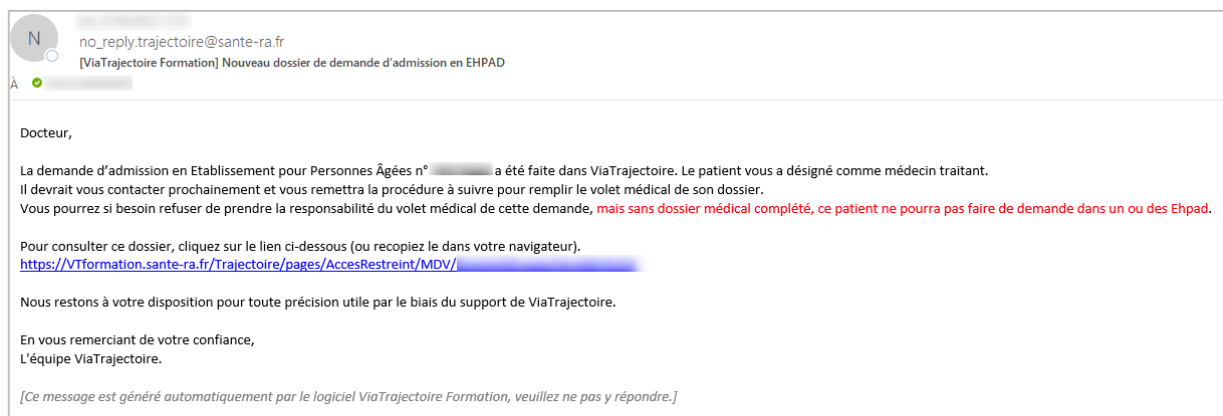 N
no_reply.trajectoire@sante-ra.fr
[ViaTrajectoire Formation] Nouveau dossier de demande d'admission en EHPAD
À
Docteur,
La demande d’admission en Etablissement pour Personnes Âgées n° a été faite dans ViaTrajectoire. Le patient vous a désigné comme médecin traitant.
Il devrait vous contacter prochainement et vous remettra la procédure à suivre pour remplir le volet médical de son dossier.
Vous pourrez si besoin refuser de prendre la responsabilité du volet médical de cette demande, mais sans dossier médical complété, ce patient ne pourra pas faire de demande dans un ou des Ehpad.
Pour consulter ce dossier, cliquez sur le lien ci-dessous (ou recopiez le dans votre navigateur).
https://VTformation.sante-ra.fr/Trajectoire/pages/AccesRestreint/MDV/
Nous restons à votre disposition pour toute précision utile par le biais du support de ViaTrajectoire.
En vous remerciant de votre confiance,
L'équipe ViaTrajectoire.
[Ce message est généré automatiquement par le logiciel ViaTrajectoire Formation, veuillez ne pas y répondre.]